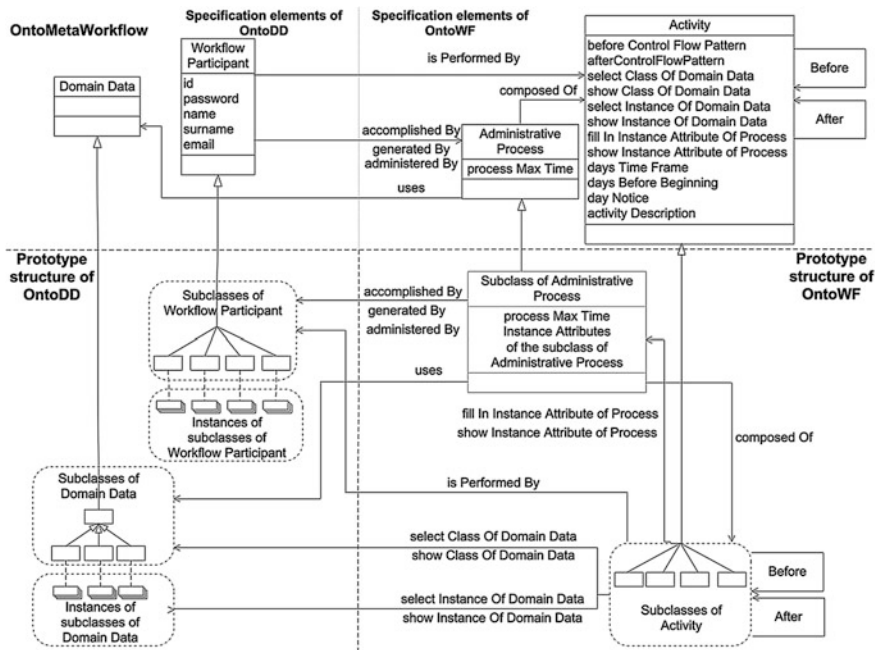 OntoMetaWorkflow
Specification elements of
OntoDD
Specification elements of
OntoWF
Domain Data
Workflow
Participant
id
password
name
surname
email
is Performed By
composed Of
accomplished By
generated By
administered By
uses
Administrative
Process
process Max Time
Activity
before Control Flow Pattern
afterControlFlowPattern
select Class Of Domain Data
show Class Of Domain Data
select Instance Of Domain Data
show Instance Of Domain Data
fill In Instance Attribute Of Process
show Instance Attribute of Process
days Time Frame
days Before Beginning
day Notice
activity Description
Before
After
Prototype
structure of
OntoDD
Prototype
structure of
OntoWF
Subclasses of
Workflow Participant
Instances of
subclasses of
Workflow Participant
accomplished By
generated By
administered By
uses
Subclass of Administrative
Process
process Max Time
Instance Attributes
of the subclass of
Administrative Process
fill In Instance Attribute of Process
show Instance Attribute of Process
composed Of
Subclasses of
Domain Data
Instances of
subclasses of
Domain Data
is Performed By
select Class Of Domain Data
show Class Of Domain Data
select Instance Of Domain Data
show Instance Of Domain Data
Subclasses of
Activity
Before
After